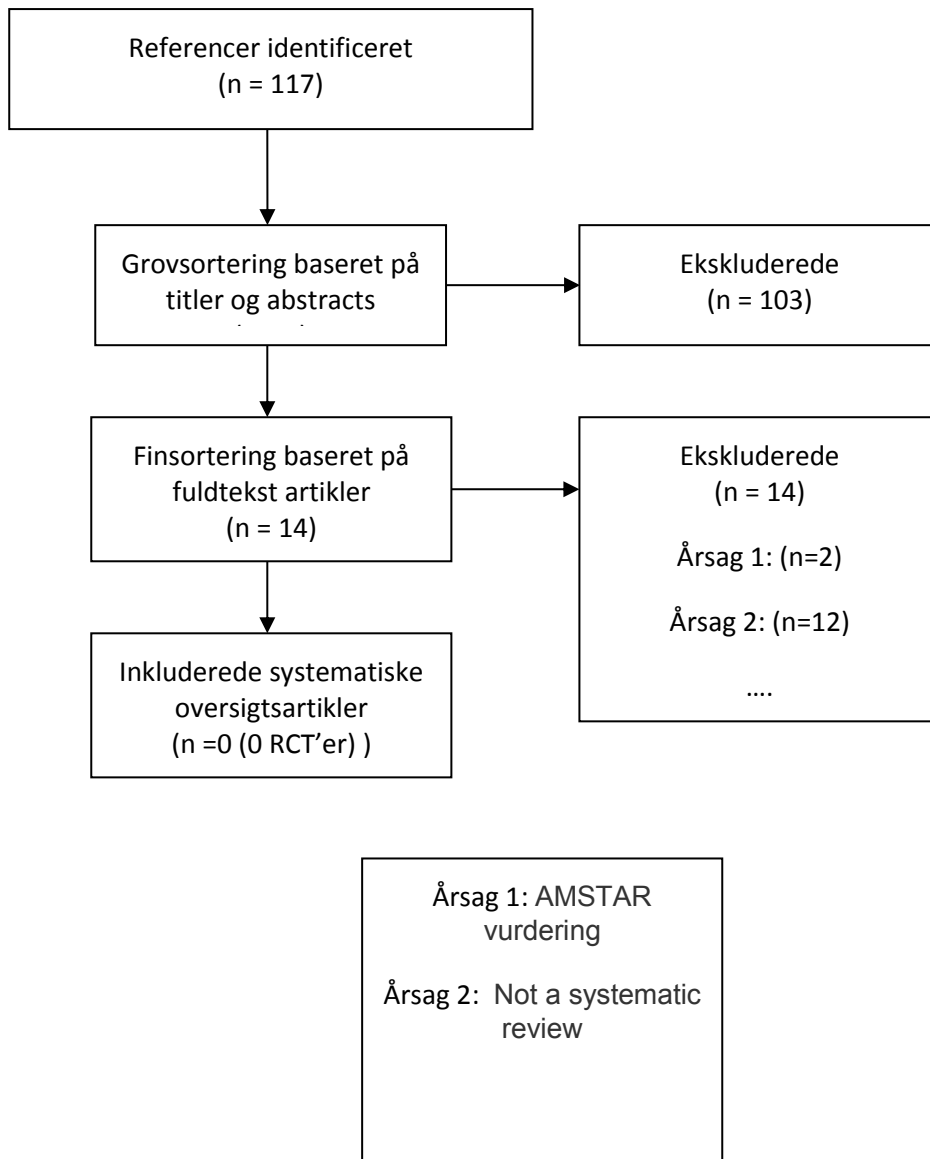 Referencer identificeret
(n = 117)
Grovsortering baseret på
titler og abstracts
Ekskluderede
(n = 103)
Finsortering baseret på
fuldtekst artikler
(n = 14)
Ekskluderede
(n = 14)
Årsag 1: (n=2)
Årsag 2: (n=12)
....
Inkluderede systematiske
oversigtsartikler
(n =0 (0 RCT’er) )
Årsag 1: AMSTAR
vurdering
Årsag 2: Not a systematic
review